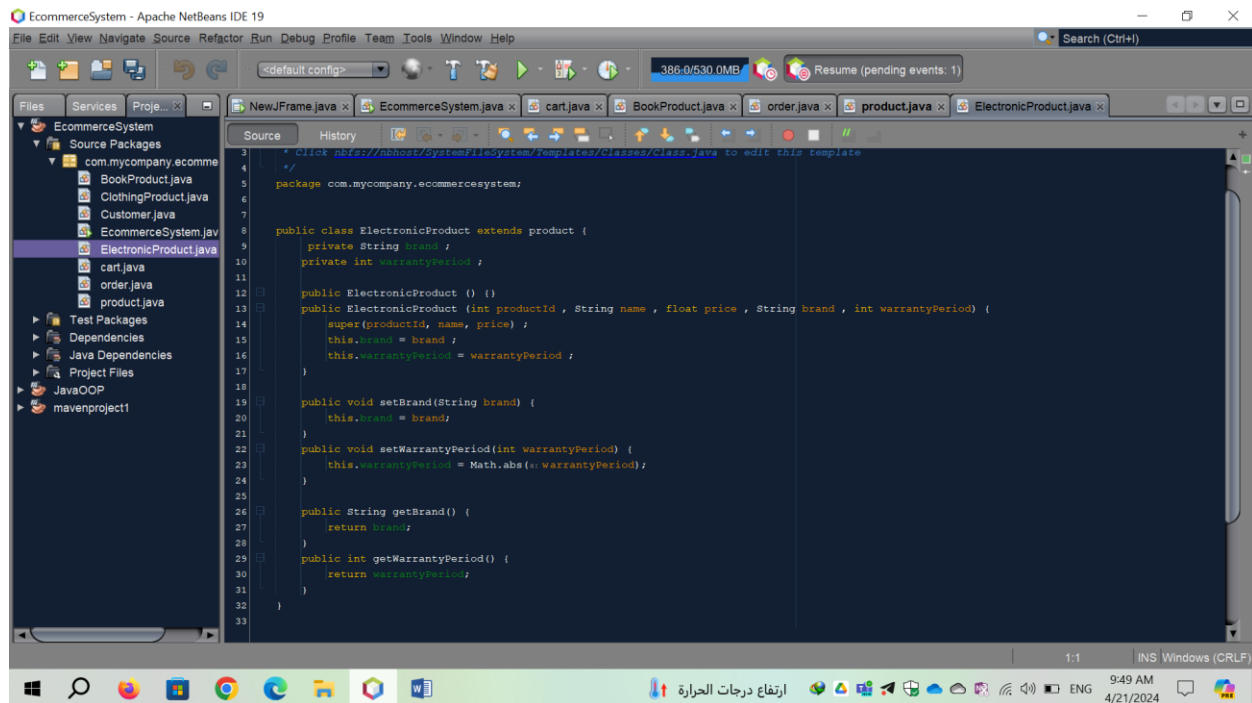 EcommerceSystem - Apache NetBeans IDE 19
File Edit View Navigate Source Refactor Run Debug Profile Team Tools Window Help
Search (Ctrl+I)
<default config>
386.0/530.0MB
Resume (pending events: 1)
Files Services Proje...
NewJFrame.java EcommerceSystem.java cart.java BookProduct.java order.java product.java ElectronicProduct.java
EcommerceSystem
Source Packages
com.mycompany.ecomme
BookProduct.java
ClothingProduct.java
Customer.java
EcommerceSystem.jav
ElectronicProduct.java
cart.java
order.java
product.java
Test Packages
Dependencies
Java Dependencies
Project Files
JavaOOP
mavenproject1
Source History
3 * Click nbfs://nbhost/SystemFileSystem/Templates/Classes/Class.java to edit this template
4 */
5 package com.mycompany.ecommercesystem;
6
7
8 public class ElectronicProduct extends product {
9 private String brand ;
10 private int warrantyPeriod ;
11
12 public ElectronicProduct () {}
13 public ElectronicProduct (int productId , String name , float price , String brand , int warrantyPeriod) {
14 super(productId, name, price) ;
15 this.brand = brand ;
16 this.warrantyPeriod = warrantyPeriod ;
17 }
18
19 public void setBrand(String brand) {
20 this.brand = brand;
21 }
22 public void setWarrantyPeriod(int warrantyPeriod) {
23 this.warrantyPeriod = Math.abs(a: warrantyPeriod);
24 }
25
26 public String getBrand() {
27 return brand;
28 }
29 public int getWarrantyPeriod() {
30 return warrantyPeriod;
31 }
32 }
33
1:1 INS Windows (CRLF)
ارتفاع درجات الحرارة
ENG
9:49 AM
4/21/2024
PRE